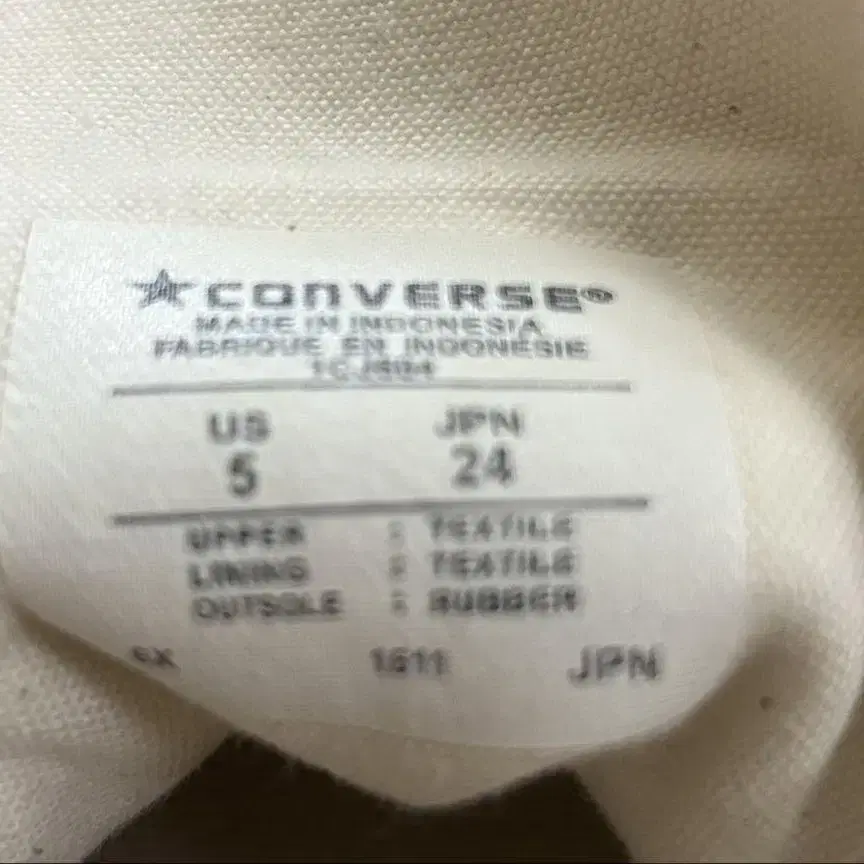 CONVERSE®
MADE IN INDONESIA
FABRIQUE EN INDONESIE
US JPN
5 24
UPPER : TEXTILE
LINING : TEXTILE
OUTSOLE : RUBBER
1611 JPN